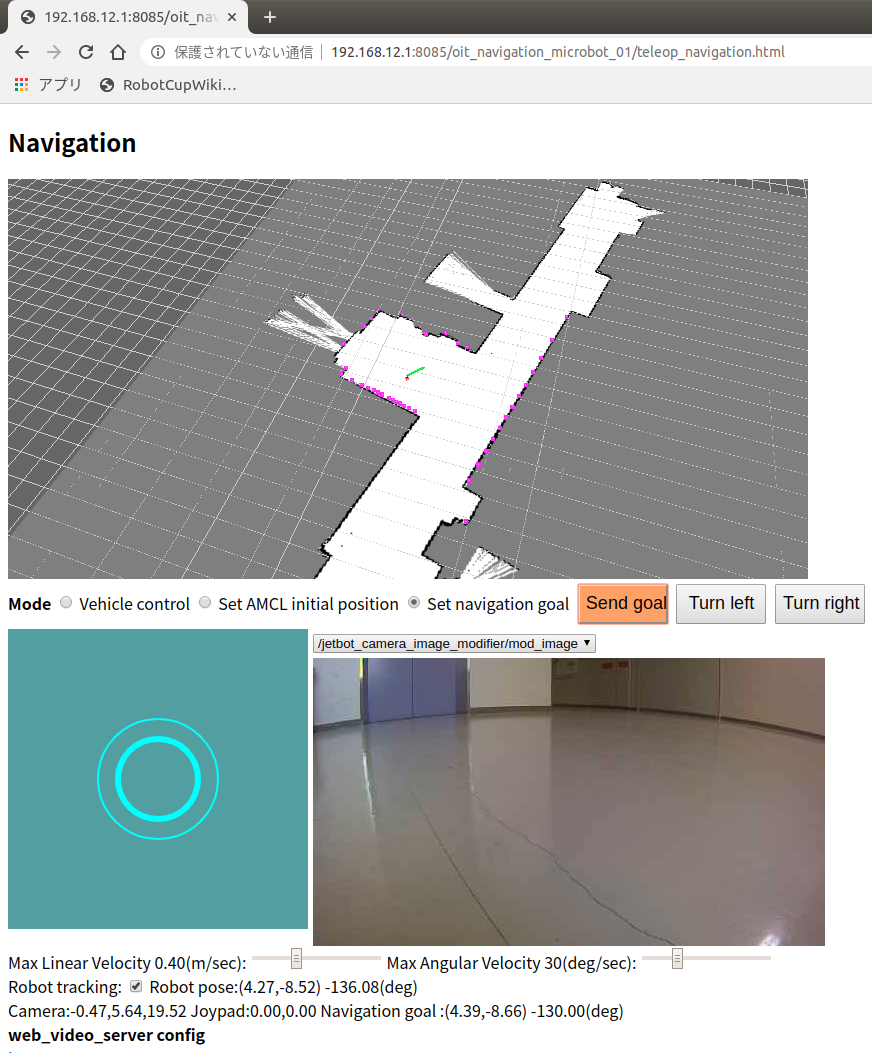 192.168.12.1:8085/oit_nav
保護されていない通信 192.168.12.1:8085/oit_navigation_microbot_01/teleop_navigation.html
アプリ RobotCupWiki…
Navigation
Mode Vehicle control Set AMCL initial position Set navigation goal Send goal Turn left Turn right
/jetbot_camera_image_modifier/mod_image
Max Linear Velocity 0.40(m/sec): Max Angular Velocity 30(deg/sec):
Robot tracking: Robot pose:(4.27,-8.52) -136.08(deg)
Camera:-0.47,5.64,19.52 Joypad:0.00,0.00 Navigation goal :(4.39,-8.66) -130.00(deg)
web_video_server config